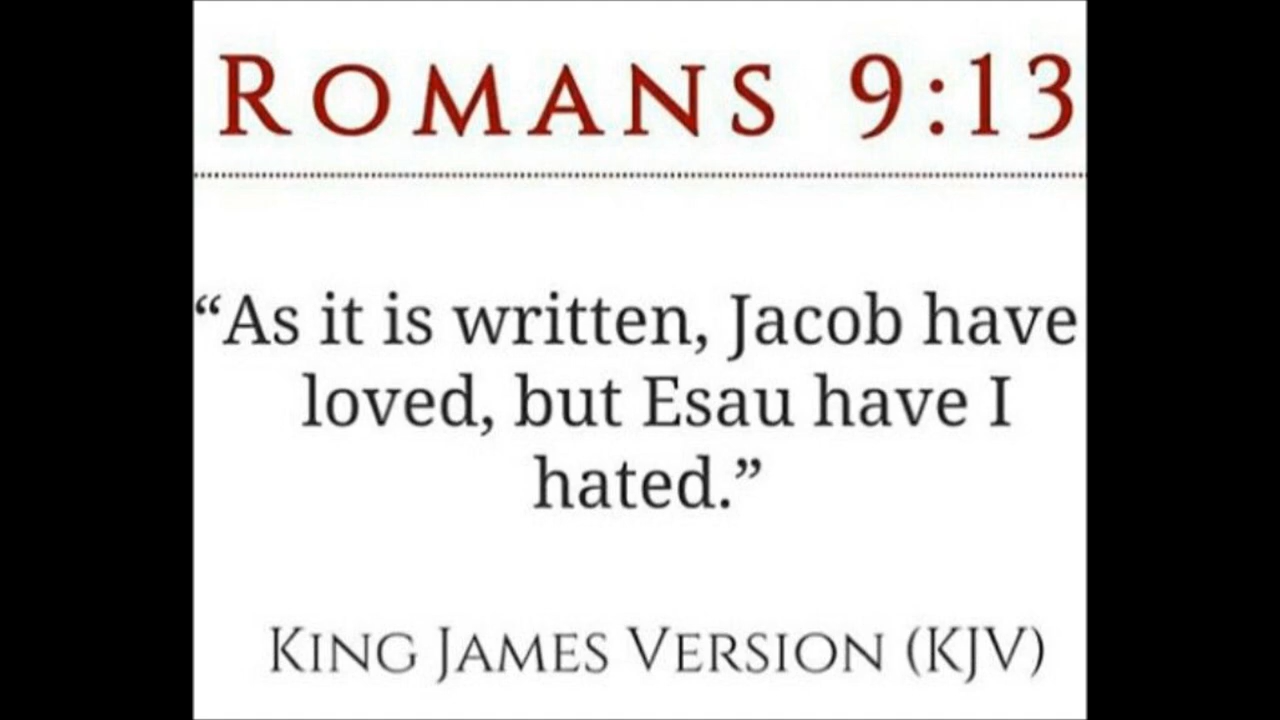 ROMANS 9:13
“As it is written, Jacob have
loved, but Esau have I
hated.”
KING JAMES VERSION (KJV)